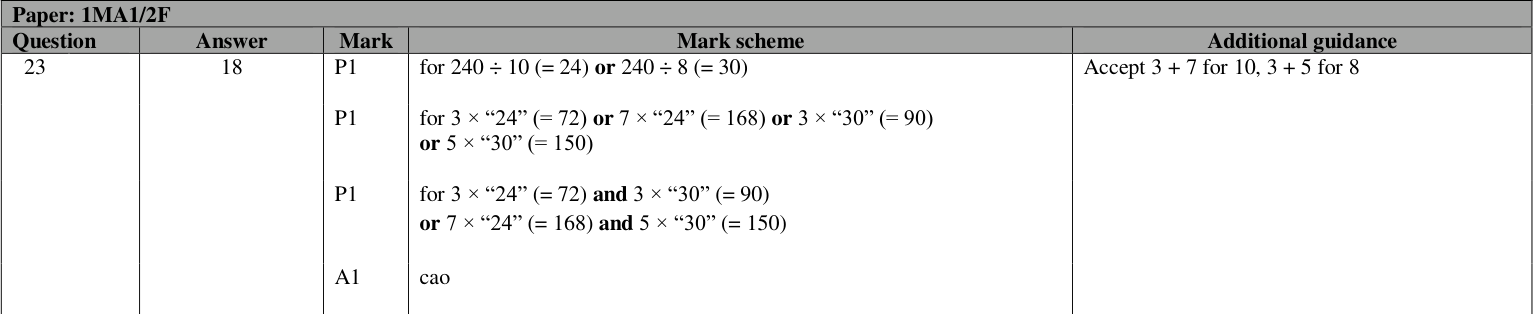 Paper: 1MA1/2F
Question Answer Mark Mark scheme Additional guidance
23 18 P1 for 240 ÷ 10 (= 24) or 240 ÷ 8 (= 30) Accept 3 + 7 for 10, 3 + 5 for 8
P1 for 3 × “24” (= 72) or 7 × “24” (= 168) or 3 × “30” (= 90)
or 5 × “30” (= 150)
P1 for 3 × “24” (= 72) and 3 × “30” (= 90)
or 7 × “24” (= 168) and 5 × “30” (= 150)
A1 cao